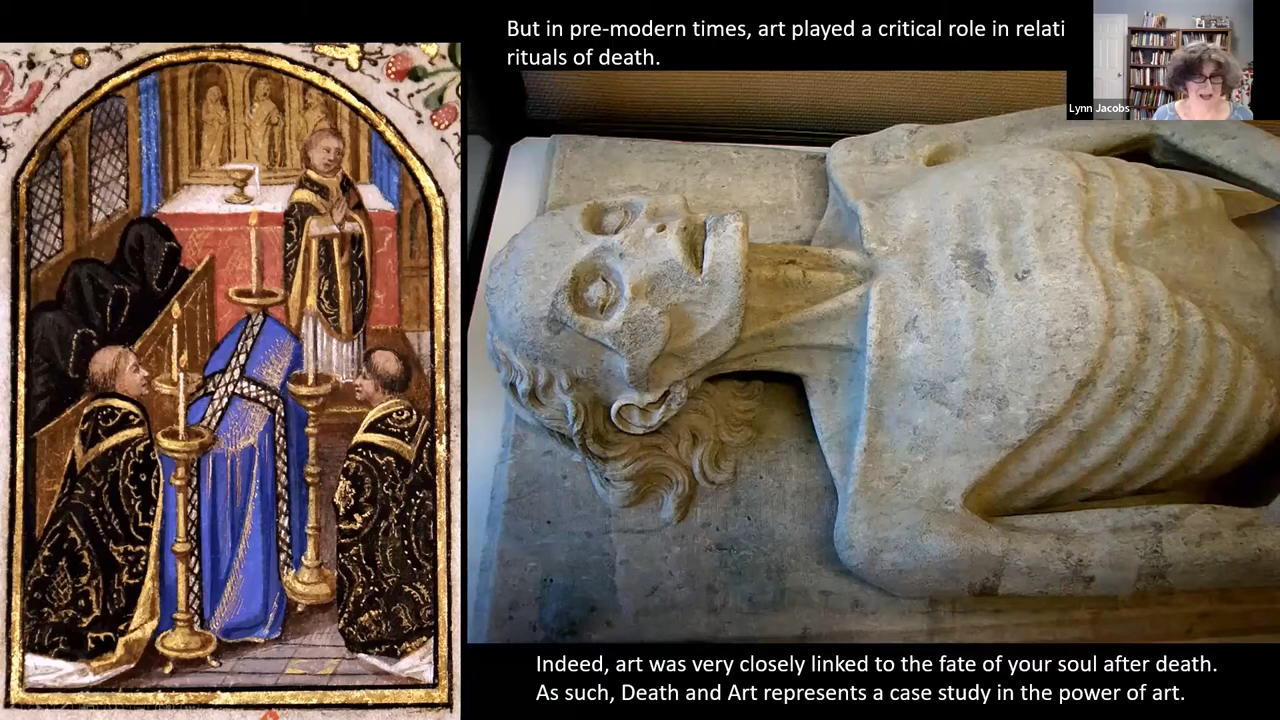 But in pre-modern times, art played a critical role in relati
rituals of death.
Lynn Jacobs
Indeed, art was very closely linked to the fate of your soul after death.
As such, Death and Art represents a case study in the power of art.